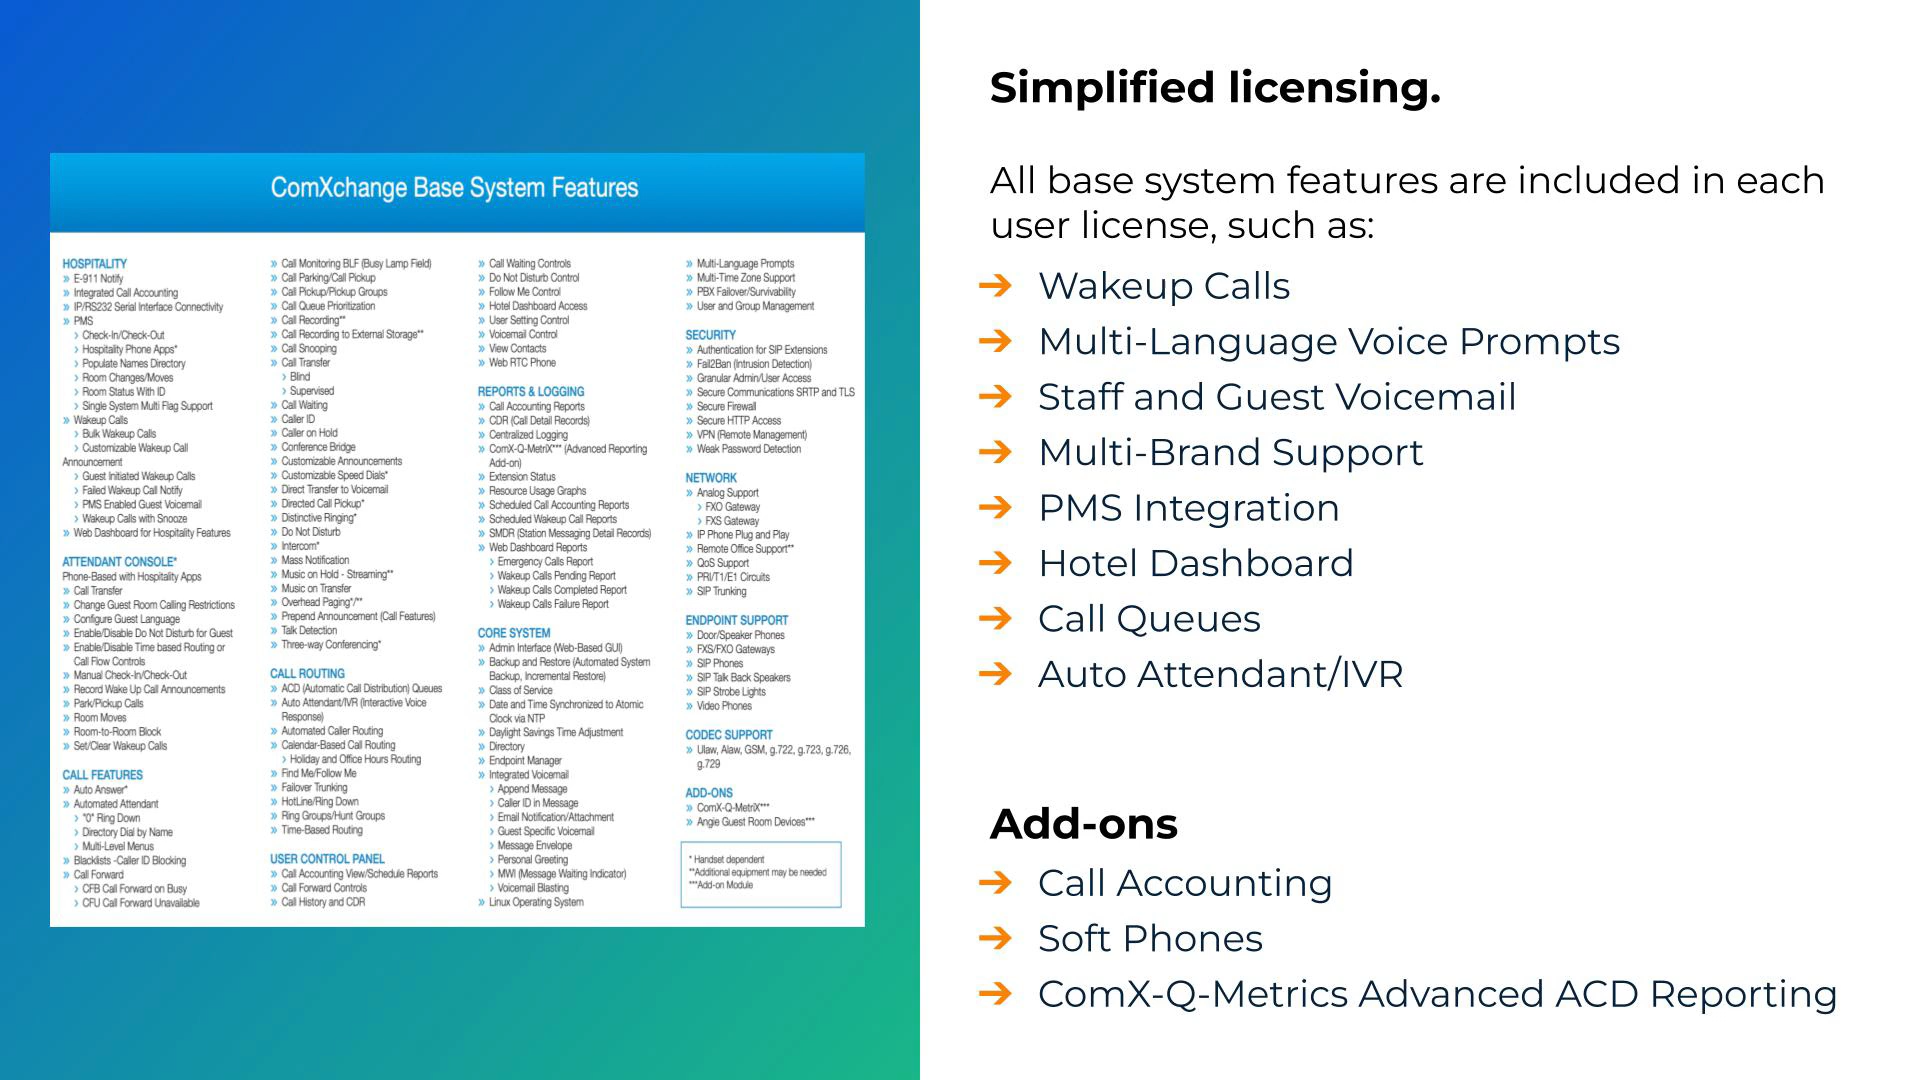 ComXchange Base System Features
HOSPITALITY
» E-911 Notify
» Integrated Call Accounting
» IP/RS232 Serial Interface Connectivity
» PMS
› Check-In/Check-Out
› Hospitality Phone Apps*
› Populate Names Directory
› Room Changes/Moves
› Room Status With ID
› Single System Multi Flag Support
» Wakeup Calls
› Bulk Wakeup Calls
› Customizable Wakeup Call
Announcement
› Guest Initiated Wakeup Calls
› Failed Wakeup Call Notify
› PMS Enabled Guest Voicemail
› Wakeup Calls with Snooze
» Web Dashboard for Hospitality Features
ATTENDANT CONSOLE*
Phone-Based with Hospitality Apps
» Call Transfer
» Change Guest Room Calling Restrictions
» Configure Guest Language
» Enable/Disable Do Not Disturb for Guest
» Enable/Disable Time based Routing or
Call Flow Controls
» Manual Check-In/Check-Out
» Record Wake Up Call Announcements
» Park/Pickup Calls
» Room Moves
» Room-to-Room Block
» Set/Clear Wakeup Calls
CALL FEATURES
» Auto Answer*
» Automated Attendant
› "0" Ring Down
› Directory Dial by Name
› Multi-Level Menus
» Blacklists -Caller ID Blocking
» Call Forward
› CFB Call Forward on Busy
› CFU Call Forward Unavailable
» Call Monitoring BLF (Busy Lamp Field)
» Call Parking/Call Pickup
» Call Pickup/Pickup Groups
» Call Queue Prioritization
» Call Recording**
» Call Recording to External Storage**
» Call Snooping
» Call Transfer
› Blind
› Supervised
» Call Waiting
» Caller ID
» Caller on Hold
» Conference Bridge
» Customizable Announcements
» Customizable Speed Dials*
» Direct Transfer to Voicemail
» Directed Call Pickup*
» Distinctive Ringing*
» Do Not Disturb
» Intercom*
» Mass Notification
» Music on Hold - Streaming**
» Music on Transfer
» Overhead Paging*/**
» Prepend Announcement (Call Features)
» Talk Detection
» Three-way Conferencing*
CALL ROUTING
» ACD (Automatic Call Distribution) Queues
» Auto Attendant/IVR (Interactive Voice
Response)
» Automated Caller Routing
» Calendar-Based Call Routing
› Holiday and Office Hours Routing
» Find Me/Follow Me
» Failover Trunking
» HotLine/Ring Down
» Ring Groups/Hunt Groups
» Time-Based Routing
USER CONTROL PANEL
» Call Accounting View/Schedule Reports
» Call Forward Controls
» Call History and CDR
» Call Waiting Controls
» Do Not Disturb Control
» Follow Me Control
» Hotel Dashboard Access
» User Setting Control
» Voicemail Control
» View Contacts
» Web RTC Phone
REPORTS & LOGGING
» Call Accounting Reports
» CDR (Call Detail Records)
» Centralized Logging
» ComX-Q-MetriX*** (Advanced Reporting
Add-on)
» Extension Status
» Resource Usage Graphs
» Scheduled Call Accounting Reports
» Scheduled Wakeup Call Reports
» SMDR (Station Messaging Detail Records)
» Web Dashboard Reports
› Emergency Calls Report
› Wakeup Calls Pending Report
› Wakeup Calls Completed Report
› Wakeup Calls Failure Report
CORE SYSTEM
» Admin Interface (Web-Based GUI)
» Backup and Restore (Automated System
Backup, Incremental Restore)
» Class of Service
» Date and Time Synchronized to Atomic
Clock via NTP
» Daylight Savings Time Adjustment
» Directory
» Endpoint Manager
» Integrated Voicemail
› Append Message
› Caller ID in Message
› Email Notification/Attachment
› Guest Specific Voicemail
› Message Envelope
› Personal Greeting
› MWI (Message Waiting Indicator)
› Voicemail Blasting
» Linux Operating System
» Multi-Language Prompts
» Multi-Time Zone Support
» PBX Failover/Survivability
» User and Group Management
SECURITY
» Authentication for SIP Extensions
» Fail2Ban (Intrusion Detection)
» Granular Admin/User Access
» Secure Communications SRTP and TLS
» Secure Firewall
» Secure HTTP Access
» VPN (Remote Management)
» Weak Password Detection
NETWORK
» Analog Support
› FXO Gateway
› FXS Gateway
» IP Phone Plug and Play
» Remote Office Support**
» QoS Support
» PRI/T1/E1 Circuits
» SIP Trunking
ENDPOINT SUPPORT
» Door/Speaker Phones
» FXS/FXO Gateways
» SIP Phones
» SIP Talk Back Speakers
» SIP Strobe Lights
» Video Phones
CODEC SUPPORT
» Ulaw, Alaw, GSM, g.722, g.723, g.726,
g.729
ADD-ONS
» ComX-Q-MetriX***
» Angie Guest Room Devices***
* Handset dependent
**Additional equipment may be needed
***Add-on Module
Simplified licensing.
All base system features are included in each
user license, such as:
➔ Wakeup Calls
➔ Multi-Language Voice Prompts
➔ Staff and Guest Voicemail
➔ Multi-Brand Support
➔ PMS Integration
➔ Hotel Dashboard
➔ Call Queues
➔ Auto Attendant/IVR
Add-ons
➔ Call Accounting
➔ Soft Phones
➔ ComX-Q-Metrics Advanced ACD Reporting